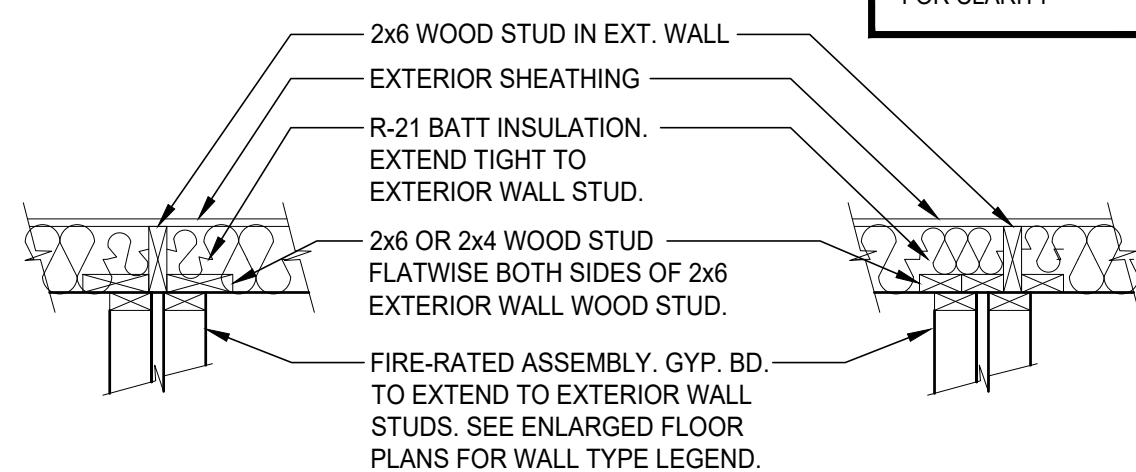 FOR CLARITY
2x6 WOOD STUD IN EXT. WALL
EXTERIOR SHEATHING
R-21 BATT INSULATION.
EXTEND TIGHT TO
EXTERIOR WALL STUD.
2x6 OR 2x4 WOOD STUD
FLATWISE BOTH SIDES OF 2x6
EXTERIOR WALL WOOD STUD.
FIRE-RATED ASSEMBLY. GYP. BD.
TO EXTEND TO EXTERIOR WALL
STUDS. SEE ENLARGED FLOOR
PLANS FOR WALL TYPE LEGEND.